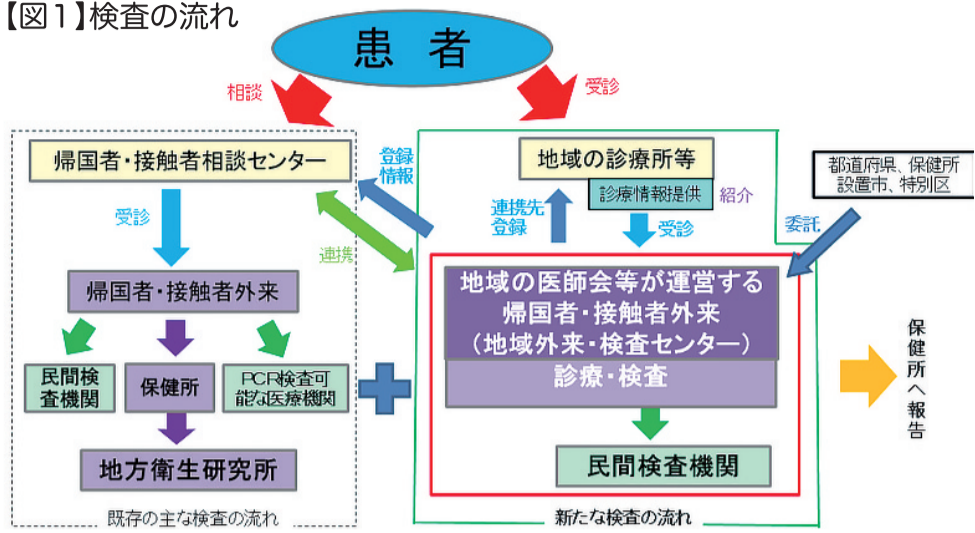 【図1】検査の流れ
患 者
相談
受診
帰国者・接触者相談センター
受診
帰国者・接触者外来
民間検
査機関
保健所
PCR検査可
能な医療機関
地方衛生研究所
既存の主な検査の流れ
登録
情報
連携
地域の診療所等
診療情報提供
紹介
連携先
登録
受診
都道府県、保健所
設置市、特別区
委託
地域の医師会等が運営する
帰国者・接触者外来
（地域外来・検査センター）
診療・検査
民間検査機関
新たな検査の流れ
保健所へ報告